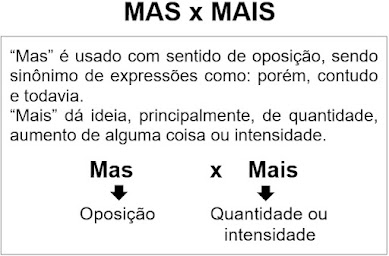 MAS x MAIS
“Mas” é usado com sentido de oposição, sendo
sinônimo de expressões como: porém, contudo
e todavia.
“Mais” dá ideia, principalmente, de quantidade,
aumento de alguma coisa ou intensidade.
Mas x Mais
Oposição Quantidade ou
intensidade